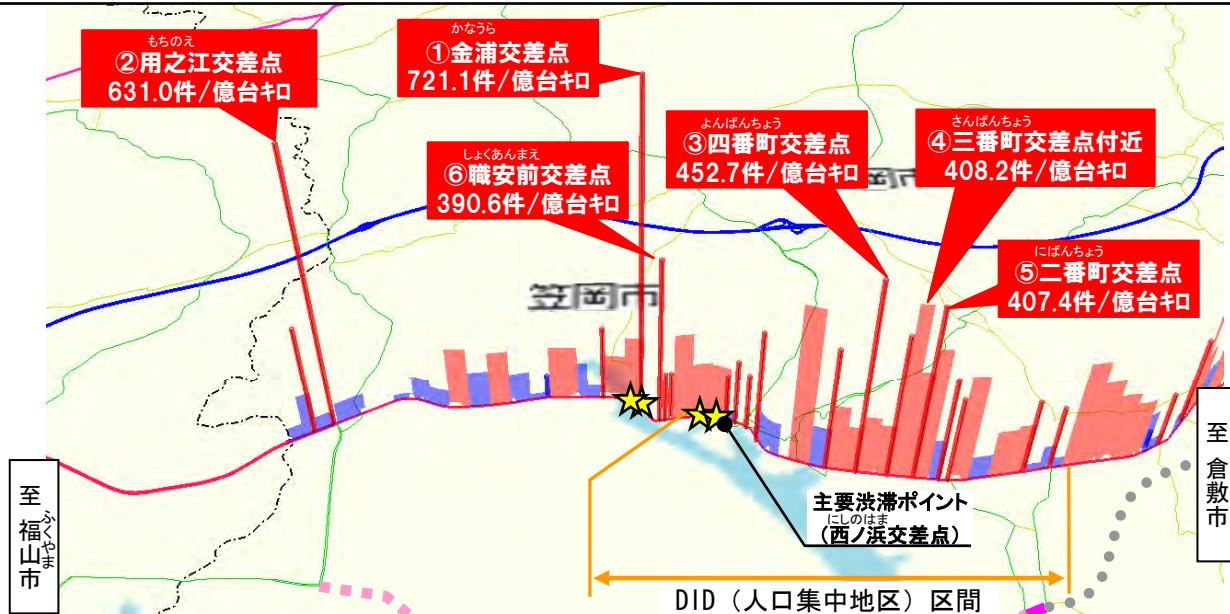 かなうら
①金浦交差点
721.1件/億台キロ
もちのえ
②用之江交差点
631.0件/億台キロ
よんばんちょう
③四番町交差点
452.7件/億台キロ
さんばんちょう
④三番町交差点付近
408.2件/億台キロ
しょくあんまえ
⑥職安前交差点
390.6件/億台キロ
にばんちょう
⑤二番町交差点
407.4件/億台キロ
笠岡市
至 福山市
ふくやま
至 倉敷市
主要渋滞ポイント
にしのはま
(西ノ浜交差点)
DID（人口集中地区）区間